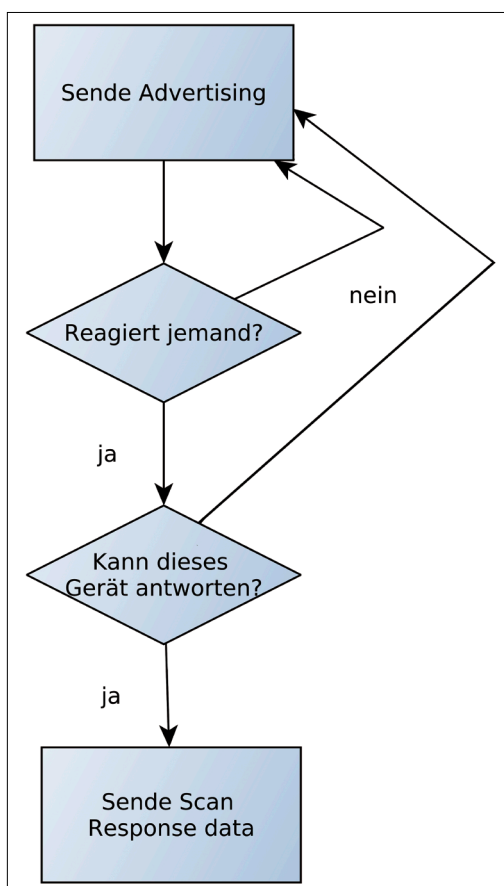 Sende Advertising
Reagiert jemand?
nein
ja
Kann dieses
Gerät antworten?
ja
Sende Scan
Response data